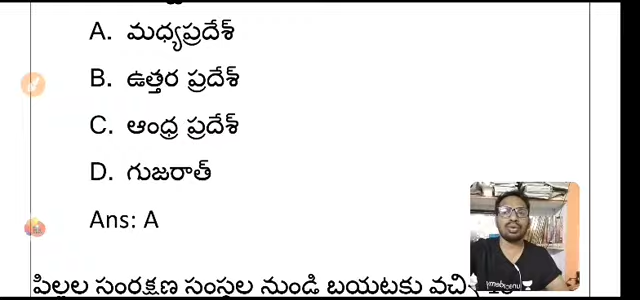 A. మధ్యప్రదేశ్
B. ఉత్తర ప్రదేశ్
C. ఆంధ్ర ప్రదేశ్
D. గుజరాత్
Ans: A
పిల్లల సంరక్షణ సంస్థల నుండి బయటకు